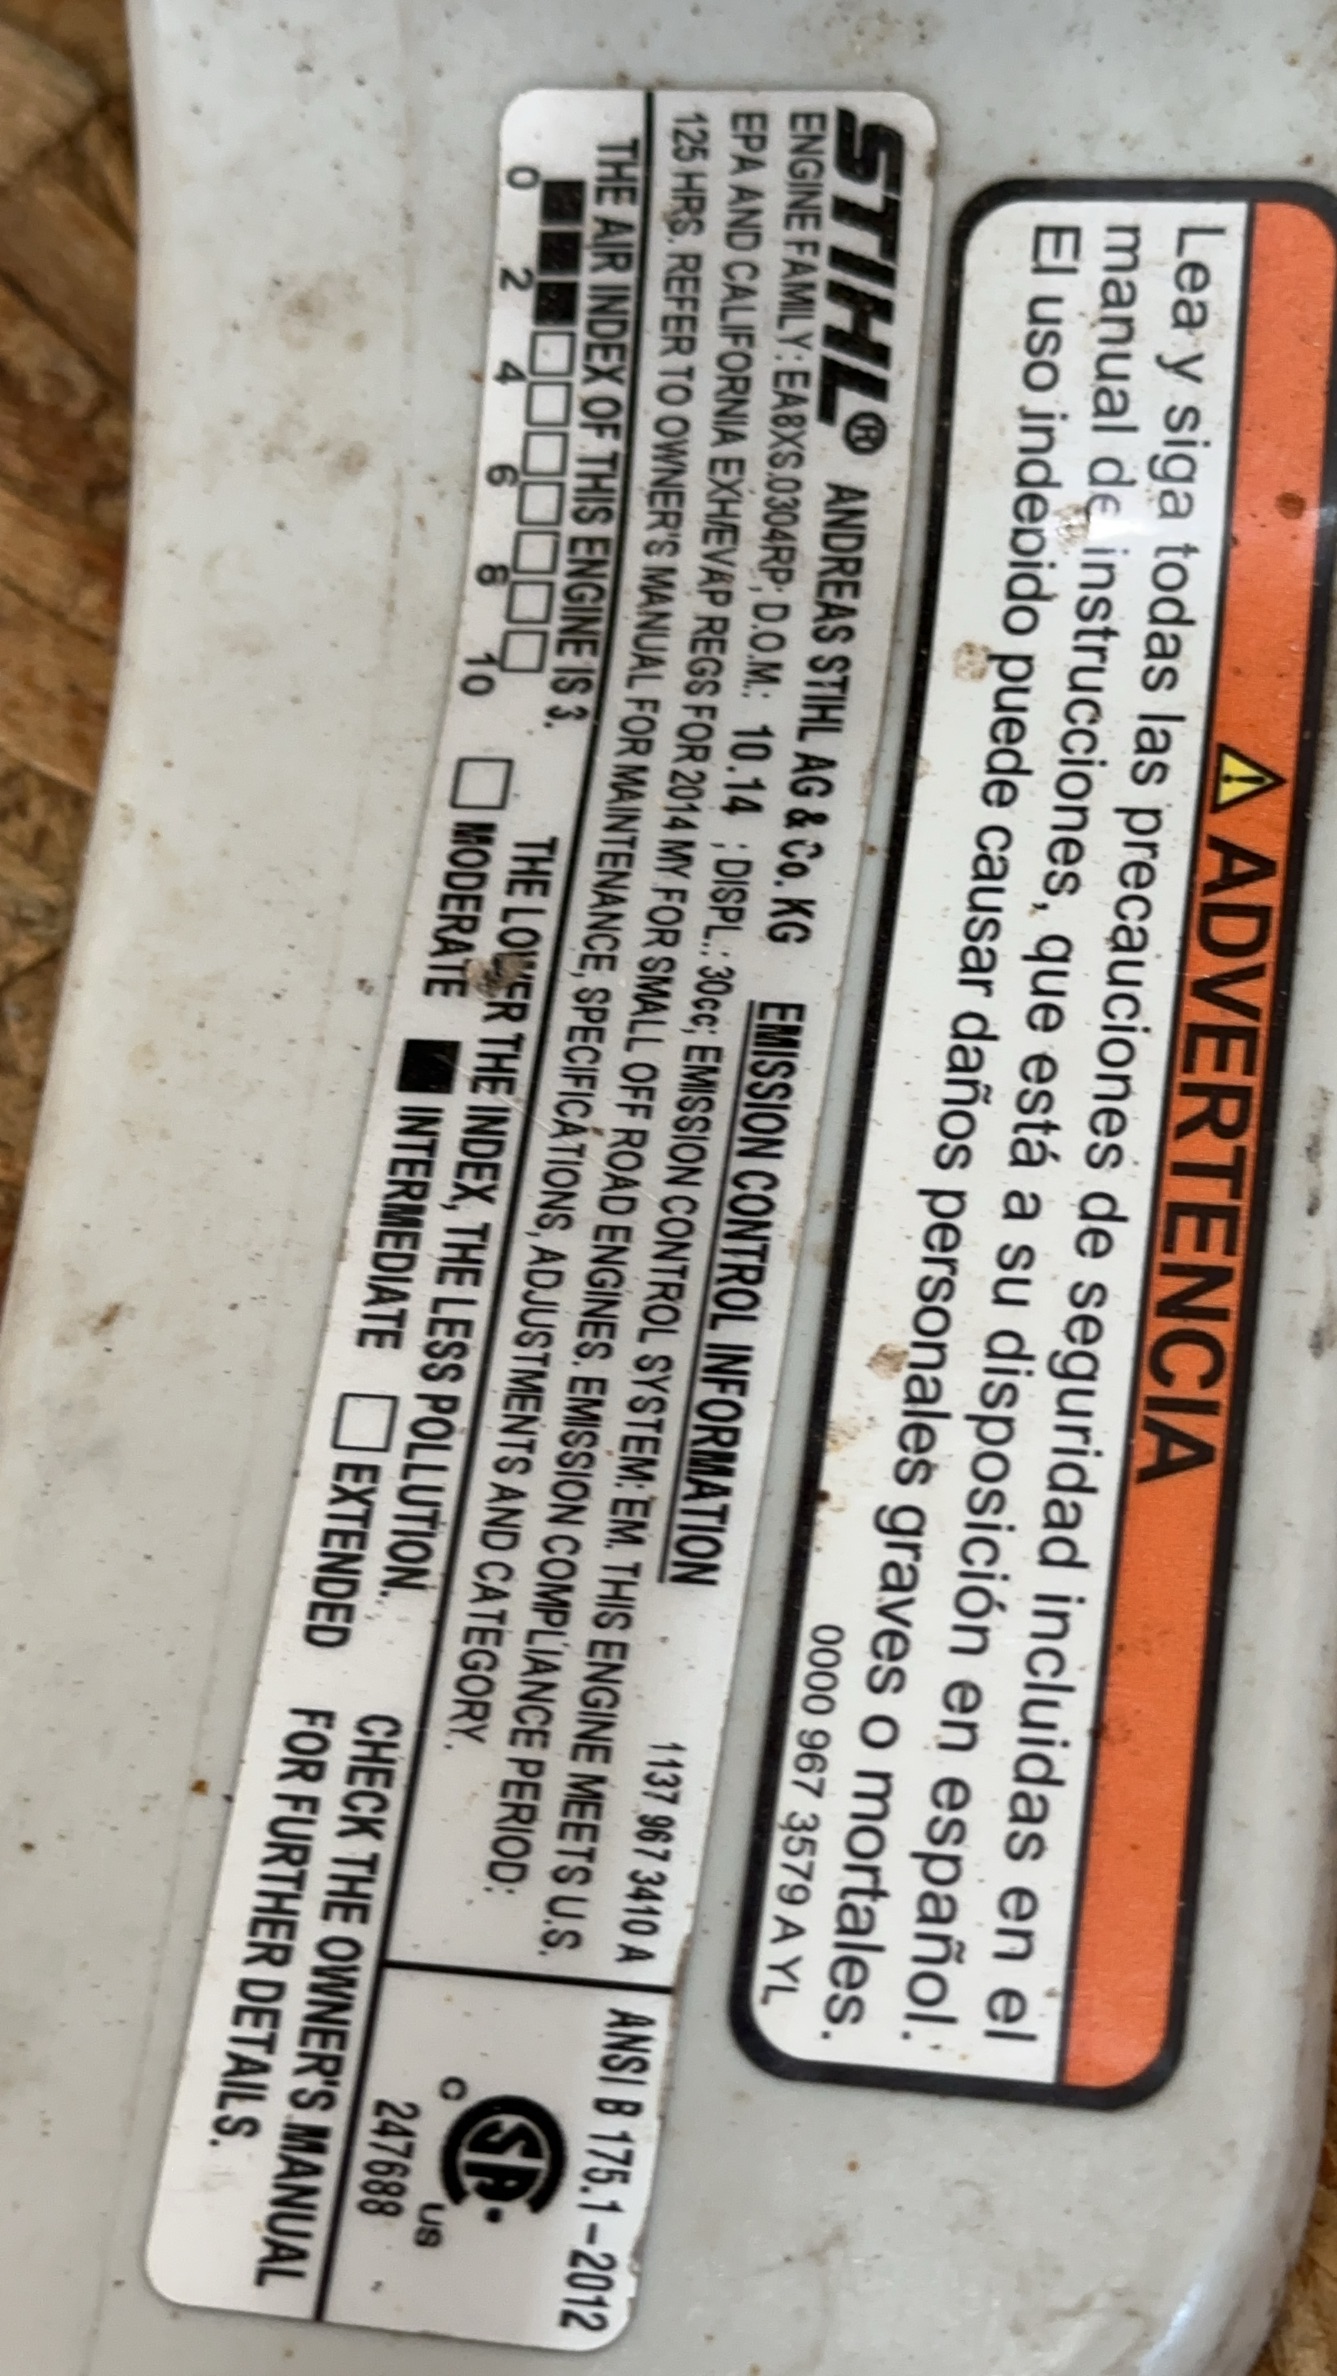 ADVERTENCIA
Lea y siga todas las precauciones de seguridad incluidas en el
manual de instrucciones, que está a su disposición en español.
El uso indebido puede causar daños personales graves o mortales.
0000 967 3579 A YL
STIHL® ANDREAS STIHL AG & Co. KG EMISSION CONTROL INFORMATION 1137 967 3410 A
ENGINE FAMILY: EA8XS.0304RP; D.O.M.: 10.14 ; DISPL.: 30cc; EMISSION CONTROL SYSTEM: EM. THIS ENGINE MEETS U.S.
EPA AND CALIFORNIA EXH/EVAP REGS FOR 2014 MY FOR SMALL OFF ROAD ENGINES. EMISSION COMPLIANCE PERIOD:
125 HRS. REFER TO OWNER'S MANUAL FOR MAINTENANCE, SPECIFICATIONS, ADJUSTMENTS AND CATEGORY.
ANSI B 175.1-2012
CSA
C US
247688
THE AIR INDEX OF THIS ENGINE IS 3.
0 2 4 6 8 10
THE LOWER THE INDEX, THE LESS POLLUTION.
MODERATE INTERMEDIATE EXTENDED
CHECK THE OWNER'S MANUAL
FOR FURTHER DETAILS.